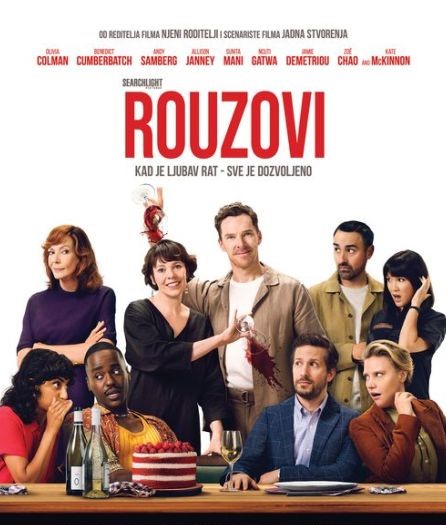 OD REDITELJA FILMA NJENI RODITELJI I SCENARISTE FILMA JADNA STVORENJA
OLIVIA COLMAN BENEDICT CUMBERBATCH ANDY SAMBERG ALLISON JANNEY SUNITA MANI NCUTI GATWA JAMIE DEMETRIOU ZOË CHAO AND KATE McKINNON
SEARCHLIGHT
PICTURES
ROUZOVI
KAD JE LJUBAV RAT - SVE JE DOZVOLJENO